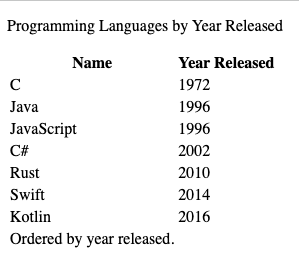 Programming Languages by Year Released
Name Year Released
C 1972
Java 1996
JavaScript 1996
C# 2002
Rust 2010
Swift 2014
Kotlin 2016
Ordered by year released.